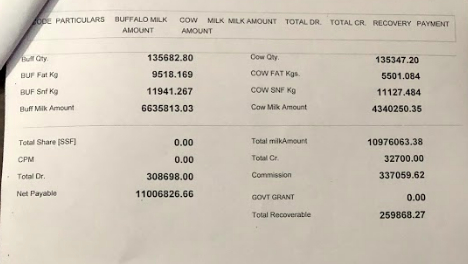 CODE PARTICULARS BUFFALO MILK COW MILK MILK AMOUNT TOTAL DR. TOTAL CR. RECOVERY PAYMENT
AMOUNT AMOUNT
Buff Qty. 135682.80 Cow Qty. 135347.20
BUF Fat Kg 9518.169 COW FAT Kgs. 5501.084
BUF Snf Kg 11941.267 COW SNF Kg 11127.484
Buff Milk Amount 6635813.03 Cow Milk Amount 4340250.35
Total Share [SSF] 0.00 Total milkAmount 10976063.38
CPM 0.00 Total Cr. 32700.00
Total Dr. 308698.00 Commission 337059.62
Net Payable 11006826.66 GOVT GRANT 0.00
Total Recoverable 259868.27